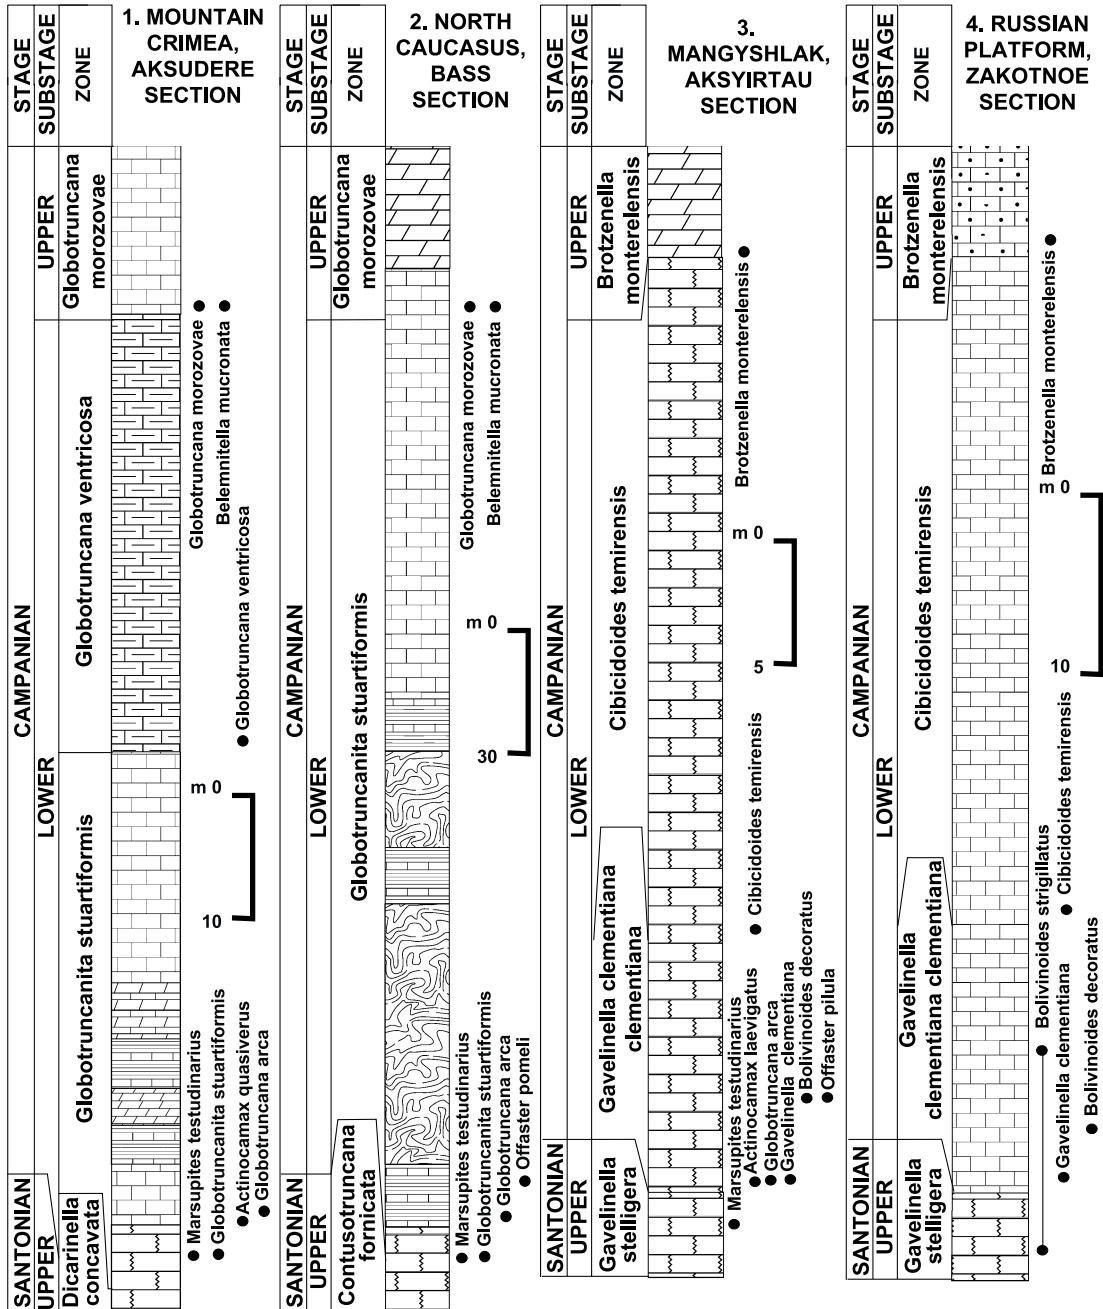 STAGE
SUBSTAGE
ZONE
1. MOUNTAIN
CRIMEA,
AKSUDERE
SECTION
UPPER
Globotruncana
morozovae
CAMPANIAN
LOWER
Globotruncana ventricosa
Globotruncanita stuartiformis
SANTONIAN
UPPER
Dicarinella
concavata
Globotruncana morozovae
Belemnitella mucronata
Globotruncana ventricosa
m 0
10
Marsupites testudinarius
Globotruncanita stuartiformis
Actinocamax quasiverus
Globotruncana arca
STAGE
SUBSTAGE
ZONE
2. NORTH
CAUCASUS,
BASS
SECTION
UPPER
Globotruncana
morozovae
CAMPANIAN
LOWER
Globotruncanita stuartiformis
SANTONIAN
UPPER
Contusotruncana
fornicata
Globotruncana morozovae
Belemnitella mucronata
m 0
30
Marsupites testudinarius
Globotruncanita stuartiformis
Globotruncana arca
Offaster pomeli
STAGE
SUBSTAGE
ZONE
3.
MANGYSHLAK,
AKSYIRTAU
SECTION
UPPER
Brotzenella
monterelensis
CAMPANIAN
LOWER
Cibicidoides temirensis
Gavelinella clementiana
clementiana
SANTONIAN
UPPER
Gavelinella
stelligera
Brotzenella monterelensis
m 0
5
Cibicidoides temirensis
Marsupites testudinarius
Actinocamax laevigatus
Globotruncana arca
Gavelinella clementiana
Bolivinoides decoratus
Offaster pilula
STAGE
SUBSTAGE
ZONE
4. RUSSIAN
PLATFORM,
ZAKOTNOE
SECTION
UPPER
Brotzenella
monterelensis
CAMPANIAN
LOWER
Cibicidoides temirensis
Gavelinella
clementiana clementiana
SANTONIAN
UPPER
Gavelinella
stelligera
Brotzenella monterelensis
m 0
10
Bolivinoides strigillatus
Cibicidoides temirensis
Gavelinella clementiana
Bolivinoides decoratus